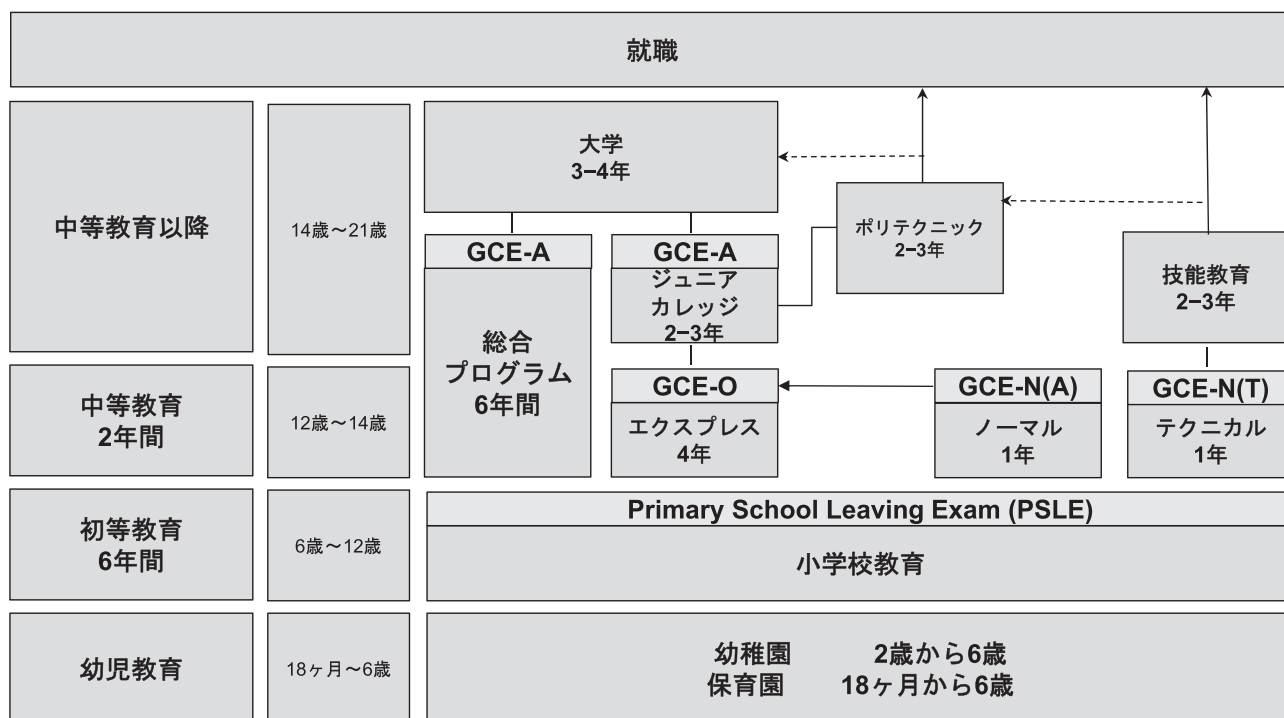 就職
中等教育以降
14歳～21歳
大学
3−4年
GCE-A
総合
プログラム
6年間
GCE-A
ジュニア
カレッジ
2−3年
ポリテクニック
2−3年
技能教育
2−3年
中等教育
2年間
12歳～14歳
GCE-O
エクスプレス
4年
GCE-N(A)
ノーマル
1年
GCE-N(T)
テクニカル
1年
初等教育
6年間
6歳～12歳
Primary School Leaving Exam (PSLE)
小学校教育
幼児教育
18ヶ月～6歳
幼稚園 2歳から6歳
保育園 18ヶ月から6歳